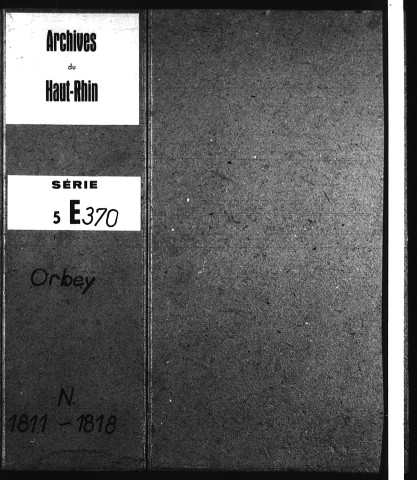 Archives
du
Haut-Rhin
SÉRIE
5 E 370
Orbey
N.
1811 - 1818